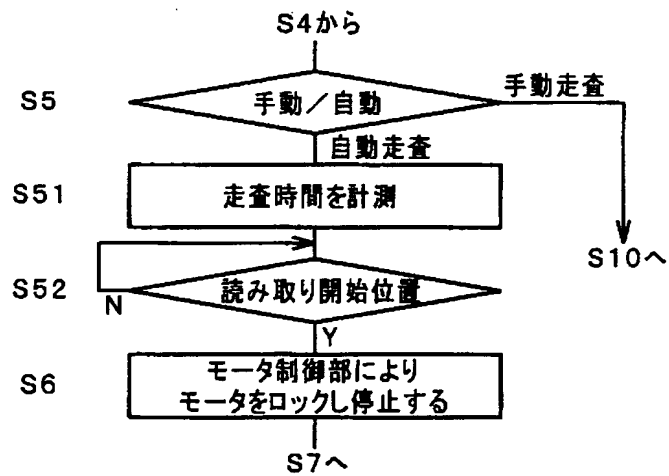 S4から
S5
手動／自動
手動走査
自動走査
S51
走査時間を計測
S10へ
S52
読み取り開始位置
N
Y
S6
モータ制御部により
モータをロックし停止する
S7へ